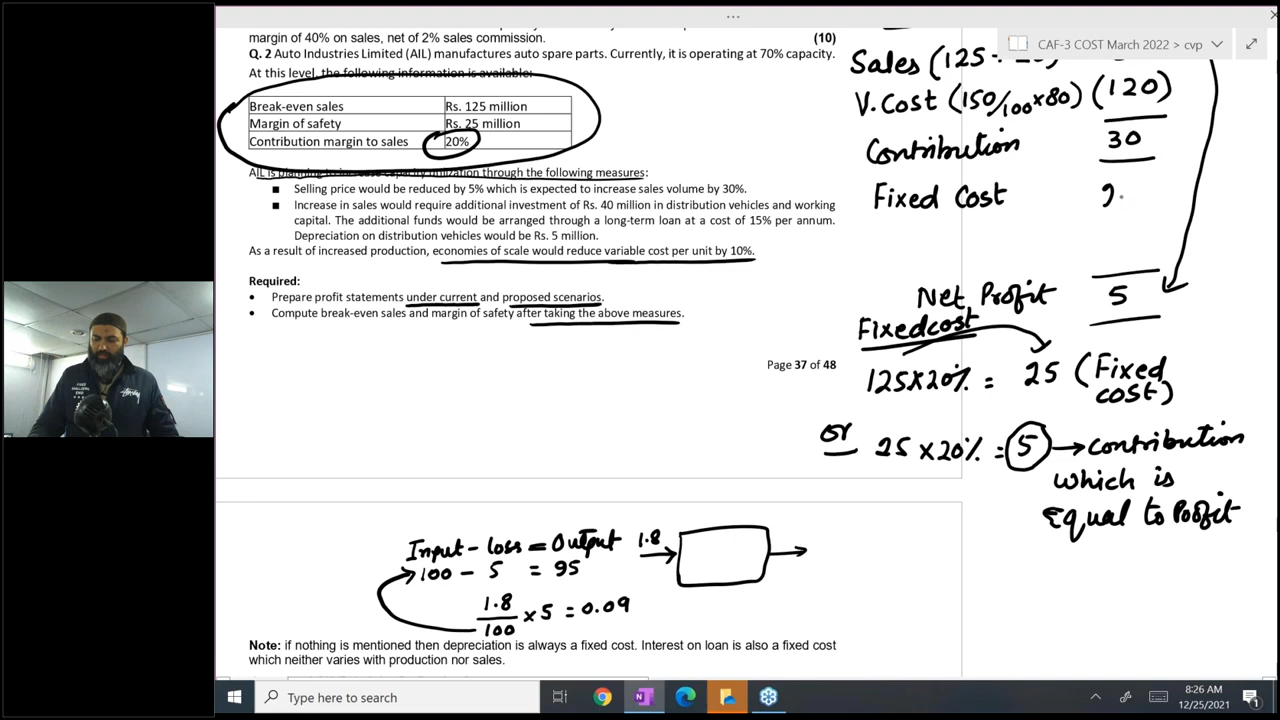 margin of 40% on sales, net of 2% sales commission. (10)
Q. 2 Auto Industries Limited (AIL) manufactures auto spare parts. Currently, it is operating at 70% capacity.
At this level, the following information is available:
Break-even sales Rs. 125 million
Margin of safety Rs. 25 million
Contribution margin to sales 20%
AIL is planning to increase capacity utilization through the following measures:
■ Selling price would be reduced by 5% which is expected to increase sales volume by 30%.
■ Increase in sales would require additional investment of Rs. 40 million in distribution vehicles and working
capital. The additional funds would be arranged through a long-term loan at a cost of 15% per annum.
Depreciation on distribution vehicles would be Rs. 5 million.
As a result of increased production, economies of scale would reduce variable cost per unit by 10%.
Required:
• Prepare profit statements under current and proposed scenarios.
• Compute break-even sales and margin of safety after taking the above measures.
Page 37 of 48
CAF-3 COST March 2022 > cvp
Sales (125
V. Cost (150/100×80) (120)
Contribution 30
Fixed Cost
Net Profit 5
Fixed cost
125×20% = 25 (Fixed
cost)
or 25×20% = 5 → contribution
which is
Equal to Profit
Input - loss = Output 1.8
100 - 5 = 95
1.8
100 × 5 = 0.09
Note: if nothing is mentioned then depreciation is always a fixed cost. Interest on loan is also a fixed cost
which neither varies with production nor sales.
STUSSY
Type here to search
8:26 AM
12/25/2021
1